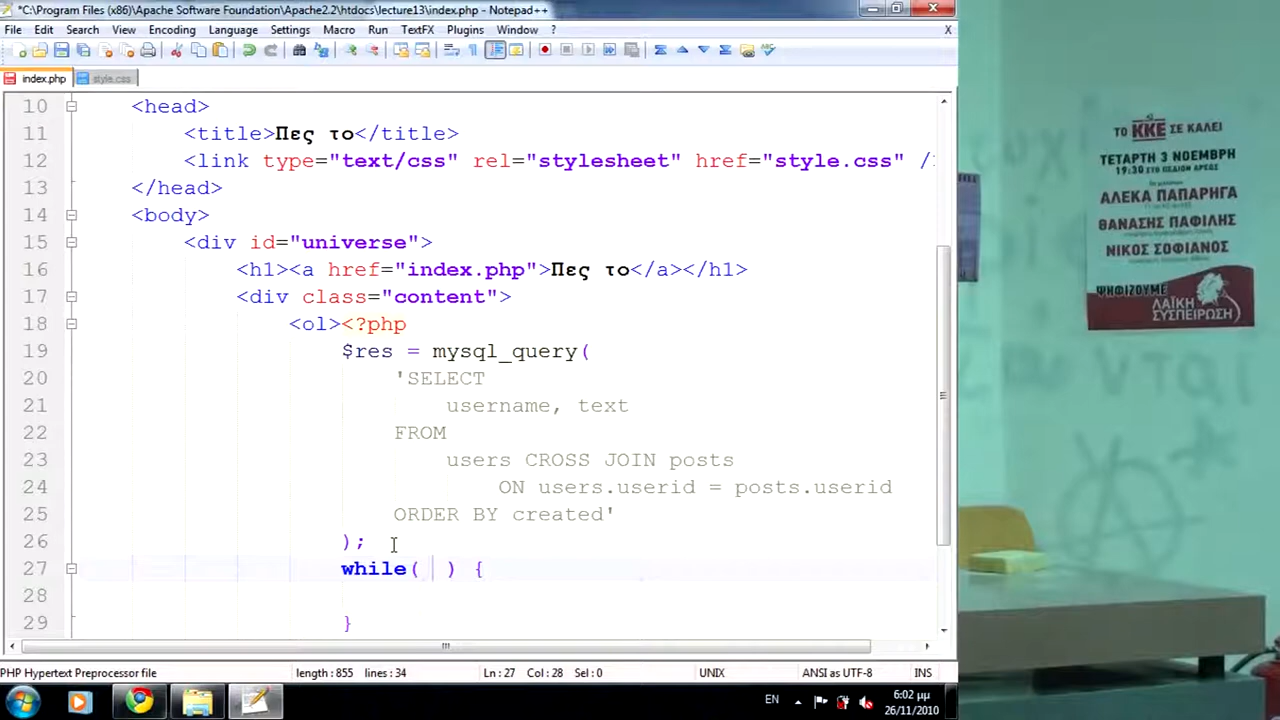 *C:\Program Files (x86)\Apache Software Foundation\Apache2.2\htdocs\lecture13\index.php - Notepad++
File Edit Search View Encoding Language Settings Macro Run TextFX Plugins Window ? X
index.php style.css
10 <head>
11 <title>Πες το</title>
12 <link type="text/css" rel="stylesheet" href="style.css" /
13 </head>
14 <body>
15 <div id="universe">
16 <h1><a href="index.php">Πες το</a></h1>
17 <div class="content">
18 <ol><?php
19 $res = mysql_query(
20 'SELECT
21 username, text
22 FROM
23 users CROSS JOIN posts
24 ON users.userid = posts.userid
25 ORDER BY created'
26 );
27 while( ) {
28
29 }
PHP Hypertext Preprocessor file length : 855 lines : 34 Ln : 27 Col : 28 Sel : 0 UNIX ANSI as UTF-8 INS
EN 6:02 μμ
26/11/2010
ΤΟ ΚΚΕ ΣΕ ΚΑΛΕΙ
ΤΕΤΑΡΤΗ 3 ΝΟΕΜΒΡΗ
19:30 ΣΤΟ ΠΕΔΙΟΝ ΑΡΕΩΣ
ΑΛΕΚΑ ΠΑΠΑΡΗΓΑ
ΘΑΝΑΣΗΣ ΠΑΦΙΛΗΣ
ΝΙΚΟΣ ΣΟΦΙΑΝΟΣ
ΨΗΦΙΖΟΥΜΕ
ΛΑΪΚΗ
ΣΥΣΠΕΙΡΩΣΗ